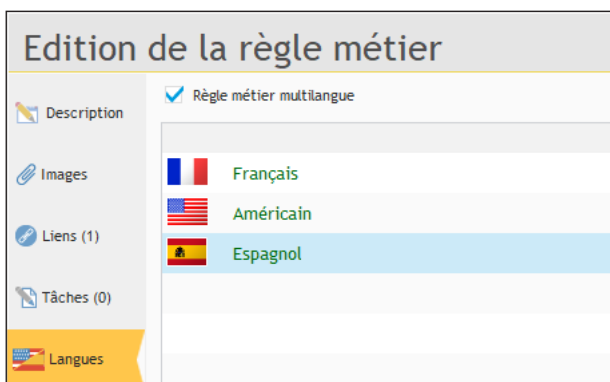 Edition de la règle métier
Description
Règle métier multilangue
Images
Français
Américain
Liens (1)
Espagnol
Tâches (0)
Langues